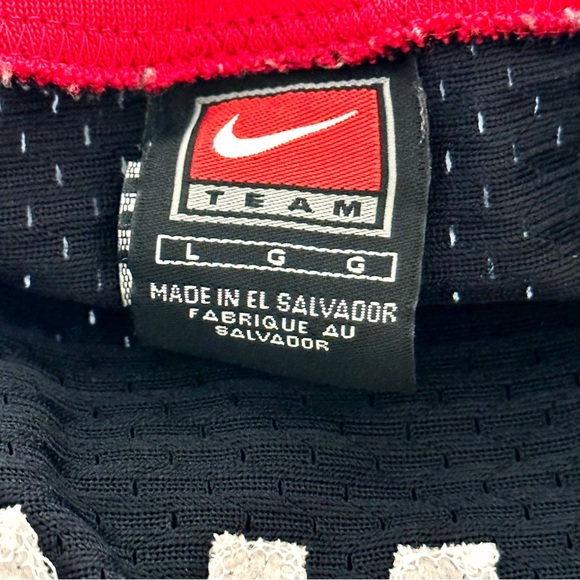 TEAM
L G G
MADE IN EL SALVADOR
FABRIQUE AU
SALVADOR